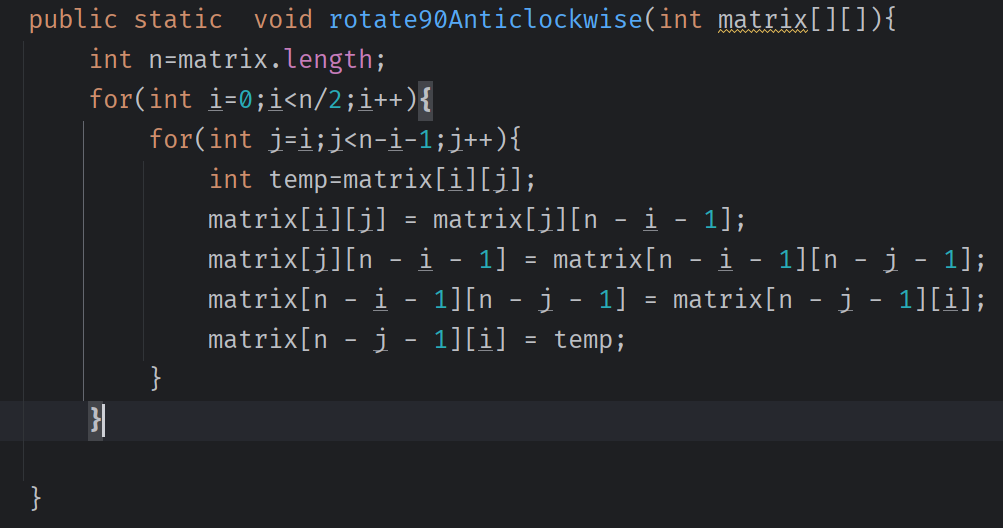 public static  void rotate90Anticlockwise(int matrix[][]){
    int n=matrix.length;
    for(int i=0;i<n/2;i++){
        for(int j=i;j<n-i-1;j++){
            int temp=matrix[i][j];
            matrix[i][j] = matrix[j][n - i - 1];
            matrix[j][n - i - 1] = matrix[n - i - 1][n - j - 1];
            matrix[n - i - 1][n - j - 1] = matrix[n - j - 1][i];
            matrix[n - j - 1][i] = temp;
        }
    }
}